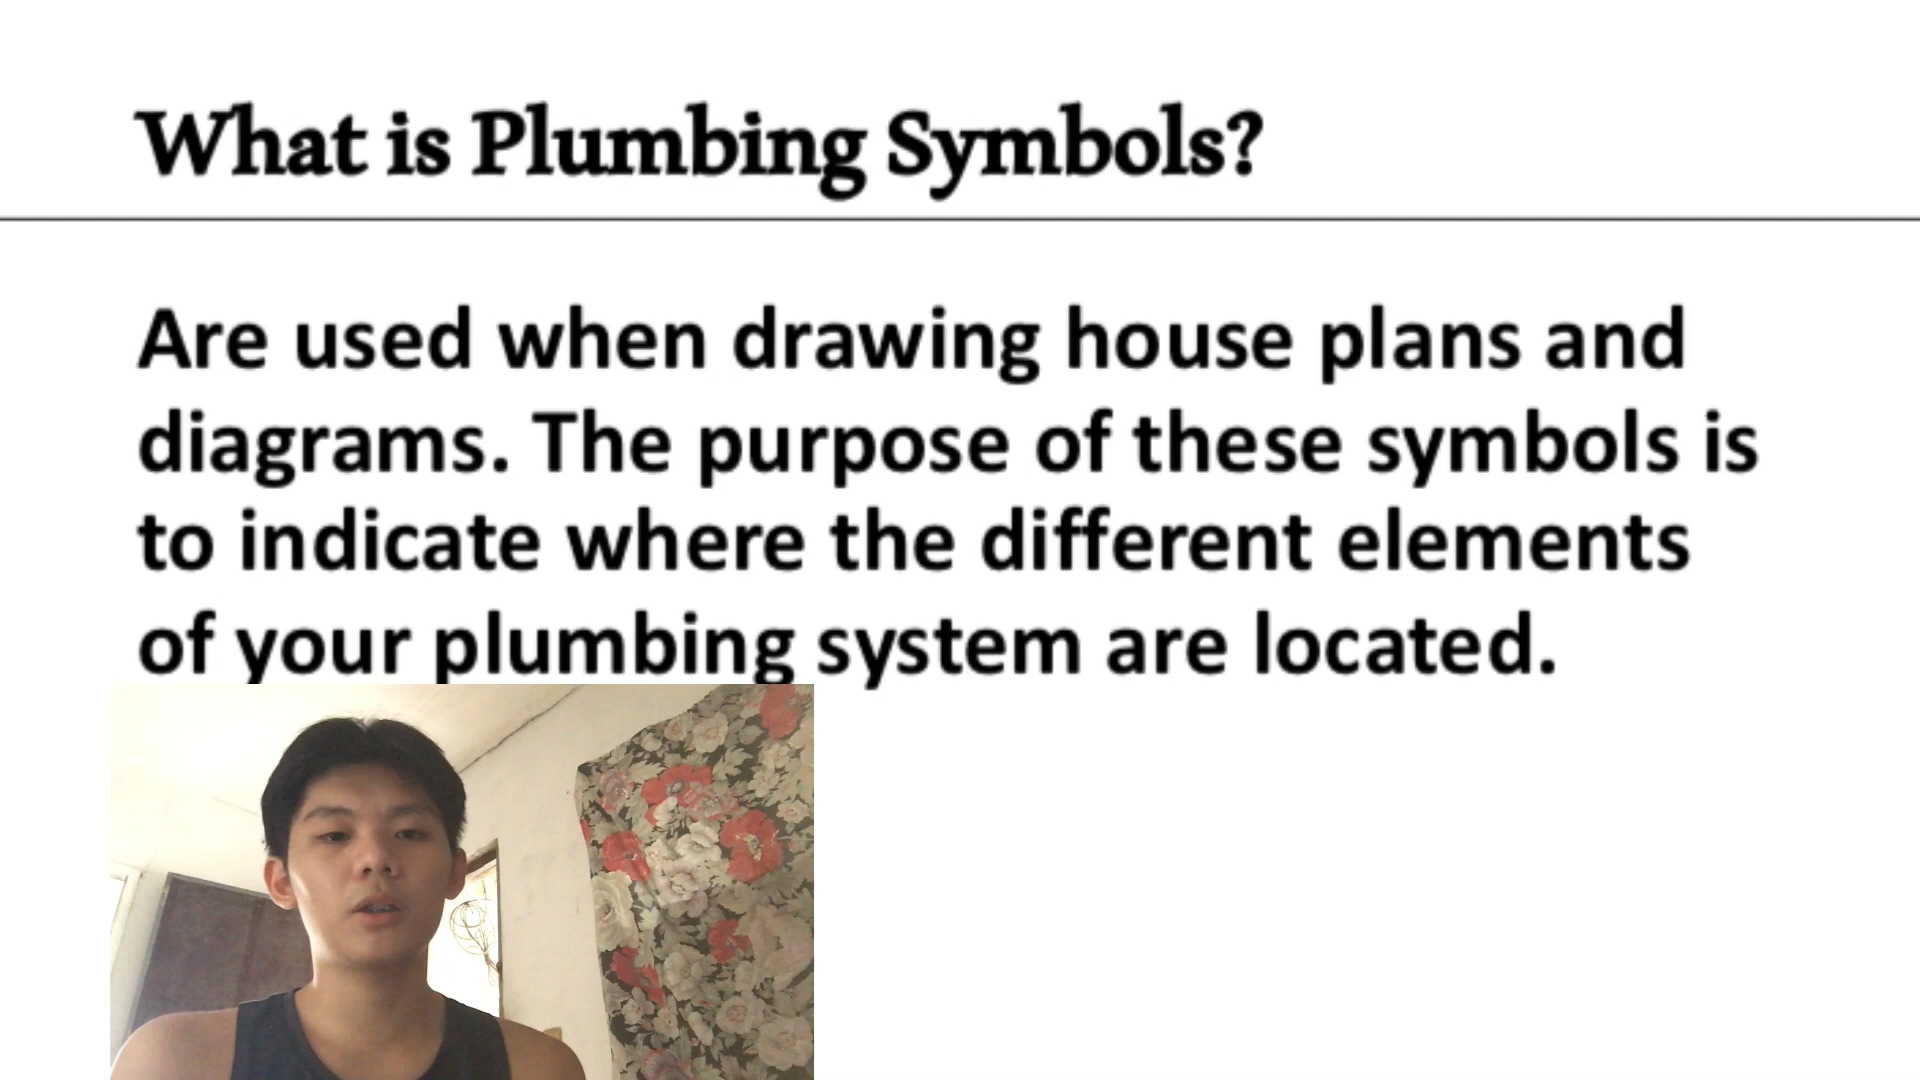 What is Plumbing Symbols?
Are used when drawing house plans and
diagrams. The purpose of these symbols is
to indicate where the different elements
of your plumbing system are located.